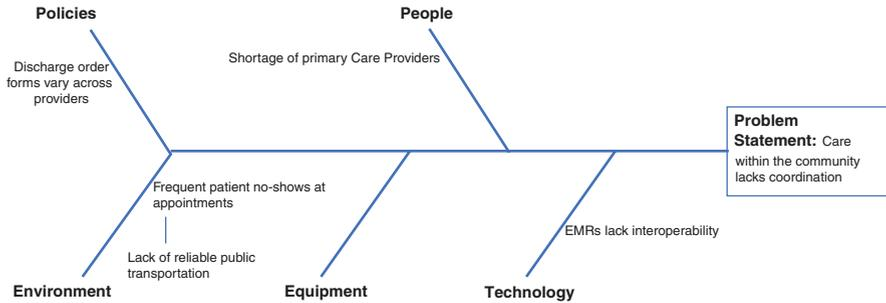 Policies
People
Discharge order
forms vary across
providers
Shortage of primary Care Providers
Problem
Statement: Care
within the community
lacks coordination
Frequent patient no-shows at
appointments
Lack of reliable public
transportation
EMRs lack interoperability
Environment
Equipment
Technology